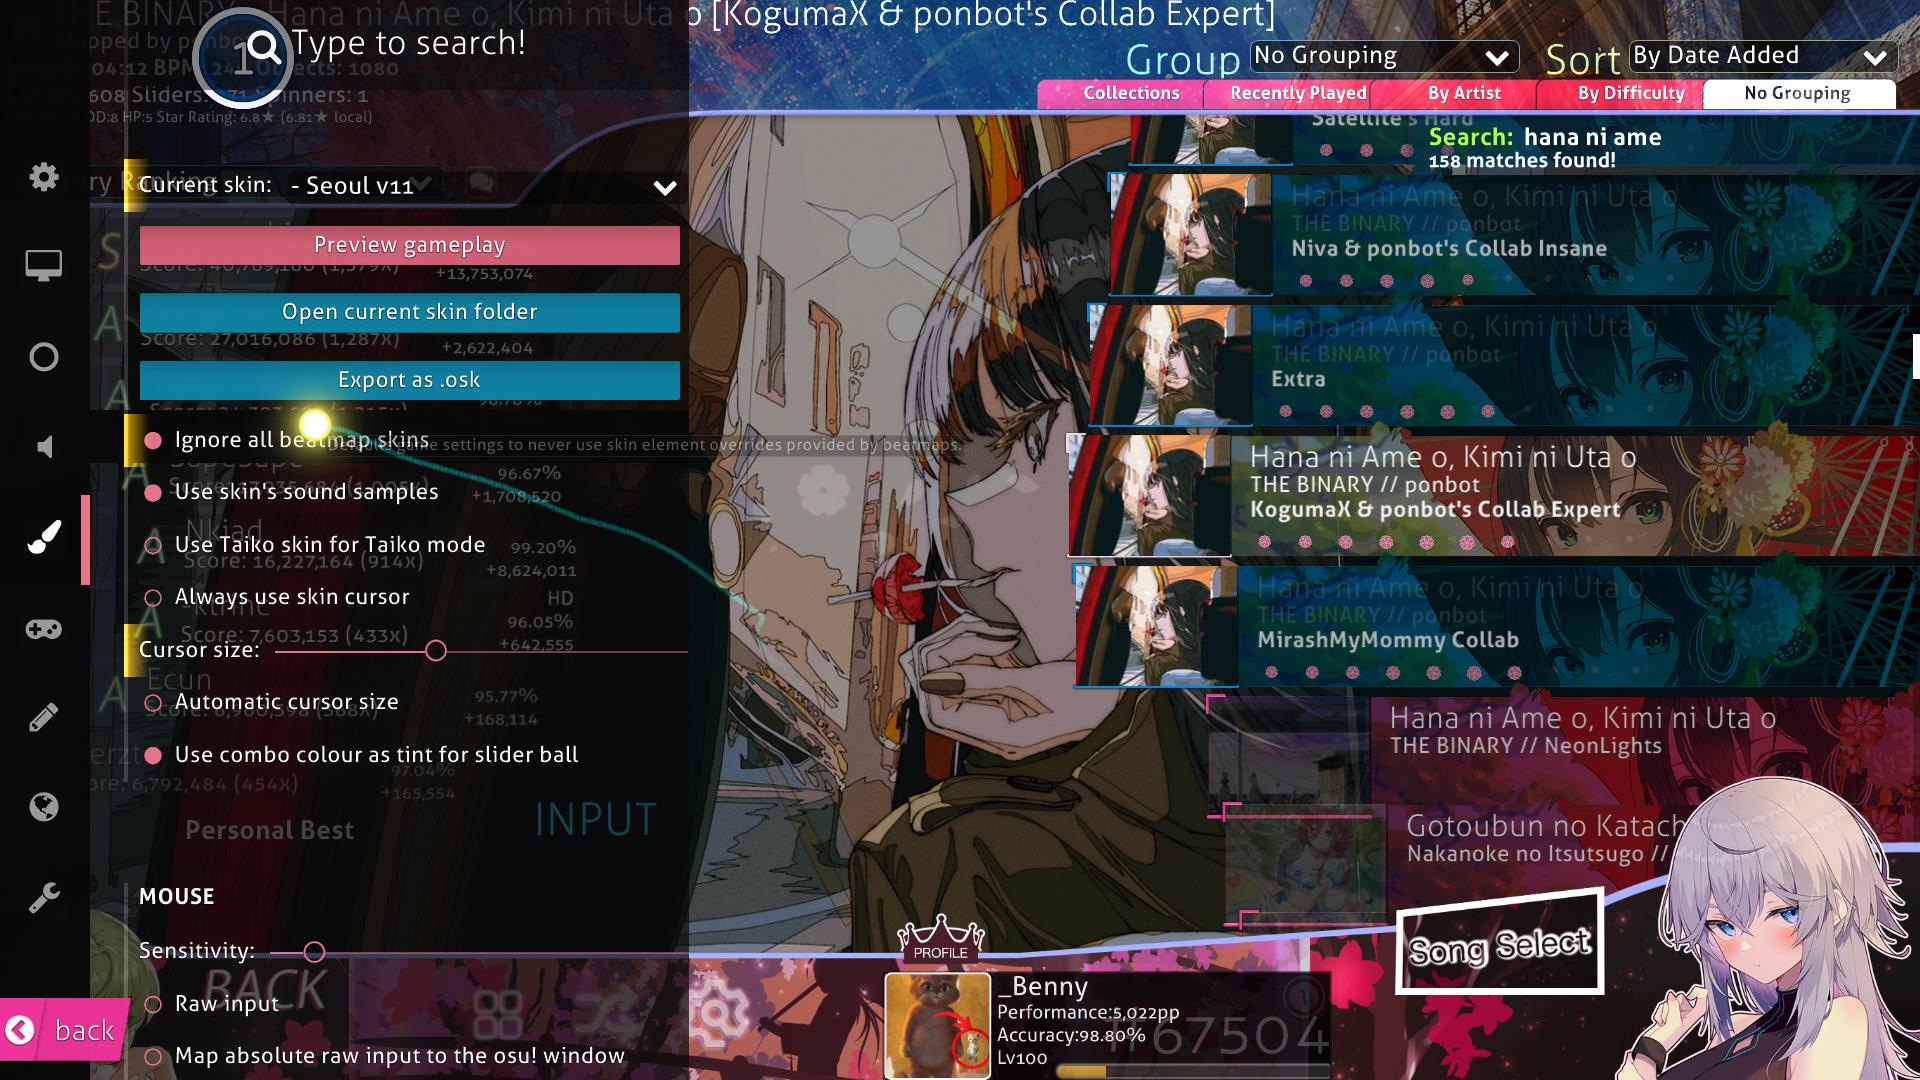 THE BINARY - Hana ni Ame o, Kimi ni Uta o [KogumaX & ponbot's Collab Expert]
Mapped by ponbot
Type to search!
04:12 BPM: 24 Objects: 1080
608 Sliders: 471 Spinners: 1
OD:8 HP:5 Star Rating: 6.8★ (6.81★ local)
Group
No Grouping
Sort
By Date Added
Collections
Recently Played
By Artist
By Difficulty
No Grouping
Search: hana ni ame
158 matches found!
Current skin: - Seoul v11
Preview gameplay
+13,753,074
Open current skin folder
Score: 27,016,086 (1,287x)
+2,622,404
Export as .osk
Ignore all beatmap skins
Defaults game settings to never use skin element overrides provided by beatmaps.
96.67%
+1,708,520
Use skin's sound samples
Nkiad
Use Taiko skin for Taiko mode
99.20%
Score: 16,227,164 (914x)
+8,624,011
Always use skin cursor
HD
96.05%
Score: 7,603,153 (433x)
+642,555
Cursor size:
Ecun
95.77%
Automatic cursor size
+168,114
Use combo colour as tint for slider ball
97.04%
6,792,484 (454x)
+165,554
INPUT
Personal Best
MOUSE
Sensitivity:
BACK
Raw input
Map absolute raw input to the osu! window
back
Satellite's Hard
Hana ni Ame o, Kimi ni Uta o
THE BINARY // ponbot
Niva & ponbot's Collab Insane
Hana ni Ame o, Kimi ni Uta o
THE BINARY // ponbot
Extra
Hana ni Ame o, Kimi ni Uta o
THE BINARY // ponbot
KogumaX & ponbot's Collab Expert
Hana ni Ame o, Kimi ni Uta o
THE BINARY // ponbot
MirashMyMommy Collab
Hana ni Ame o, Kimi ni Uta o
THE BINARY // NeonLights
Gotoubun no Katach
Nakanoke no Itsutsugo //
Song Select
PROFILE
_Benny
Performance:5,022pp
Accuracy:98.80%
Lv100
#67504